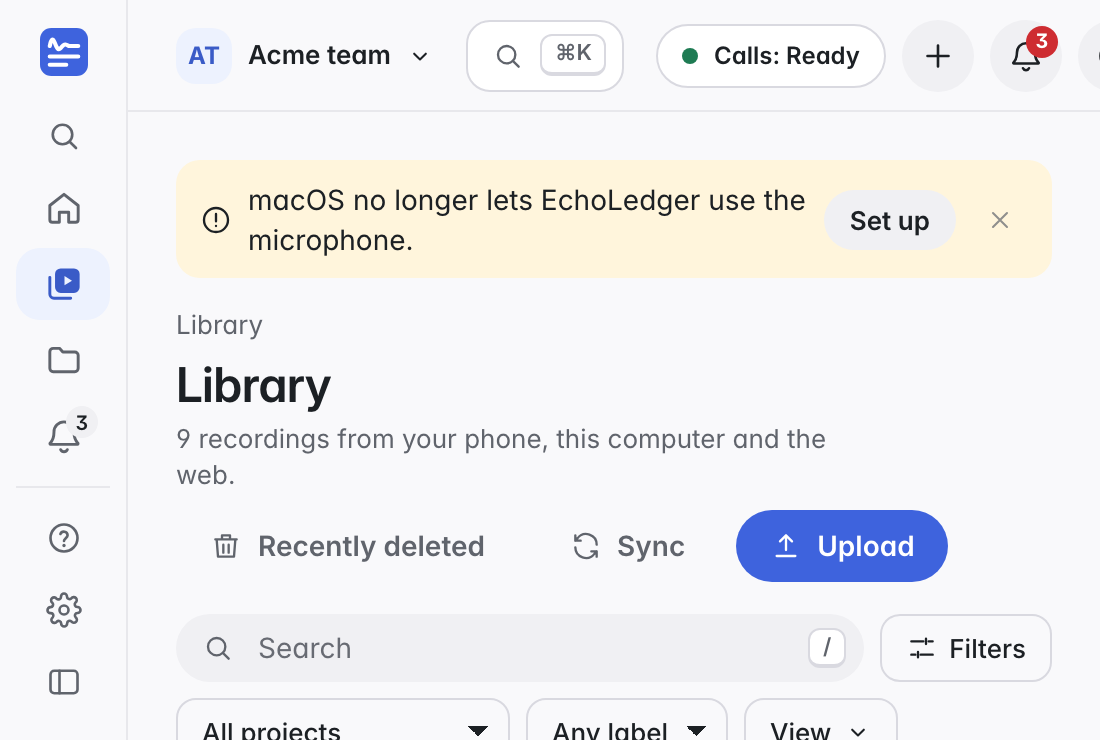 AT Acme team ⌘K Calls: Ready 3
macOS no longer lets EchoLedger use the
microphone.
Set up
Library
Library
9 recordings from your phone, this computer and the
web.
3
Recently deleted Sync Upload
Search / Filters
All projects Any label View